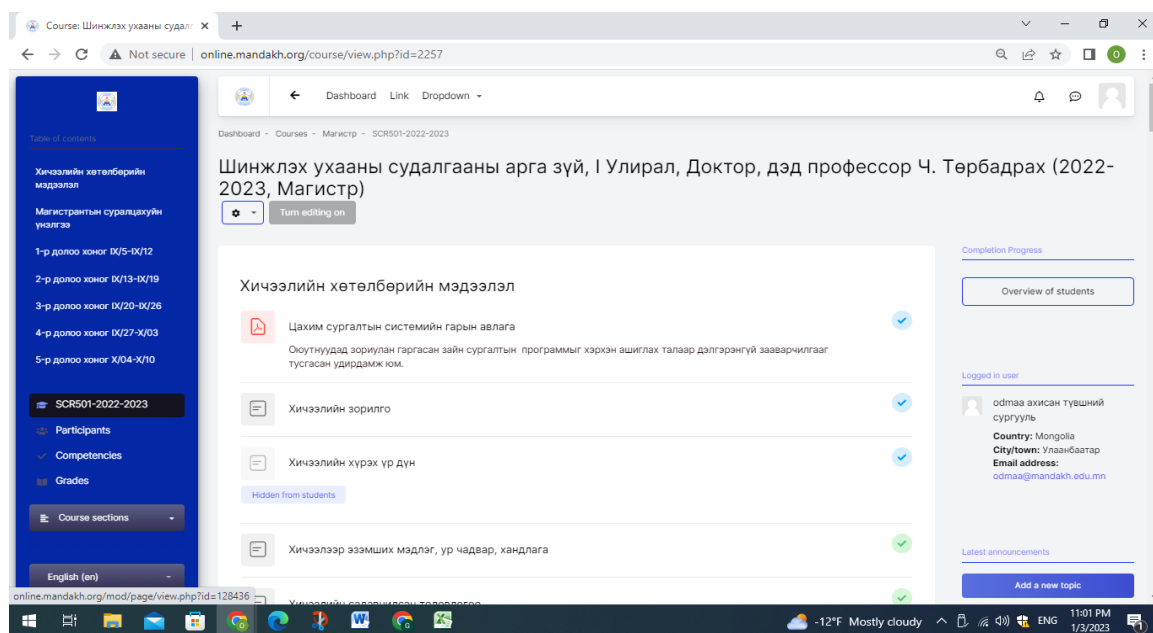 Course: Шинжлэх ухааны судалг
Not secure
online.mandakh.org/course/view.php?id=2257
O
Table of contents
Хичээлийн хөтөлбөрийн
мэдээлэл
Магистрантын суралцахуйн
үнэлгээ
1-р долоо хоног IX/5-IX/12
2-р долоо хоног IX/13-IX/19
3-р долоо хоног IX/20-IX/26
4-р долоо хоног IX/27-X/03
5-р долоо хоног X/04-X/10
SCR501-2022-2023
Participants
Competencies
Grades
Course sections
English (en)
online.mandakh.org/mod/page/view.php?id=128436
Dashboard Link Dropdown
Dashboard - Courses - Магистр - SCR501-2022-2023
Шинжлэх ухааны судалгааны арга зүй, I Улирал, Доктор, дэд профессор Ч. Төрбадрах (2022-
2023, Магистр)
Turn editing on
Хичээлийн хөтөлбөрийн мэдээлэл
Цахим сургалтын системийн гарын авлага
Оюутнуудад зориулан гаргасан зайн сургалтын программыг хэрхэн ашиглах талаар дэлгэрэнгүй зааварчилгааг
тусгасан удирдамж юм.
Хичээлийн зорилго
Хичээлийн хүрэх үр дүн
Hidden from students
Хичээлээр эзэмших мэдлэг, ур чадвар, хандлага
Completion Progress
Overview of students
Logged in user
odmaa ахисан түвшний
сургууль
Country: Mongolia
City/town: Улаанбаатар
Email address:
odmaa@mandakh.edu.mn
Latest announcements
Add a new topic
-12°F Mostly cloudy
ENG
11:01 PM
1/3/2023